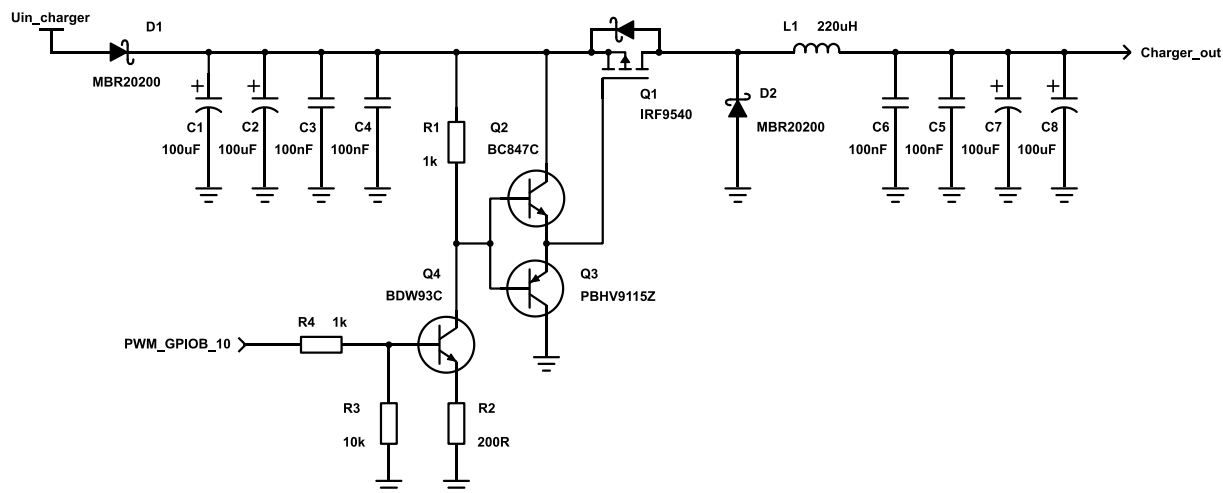 Uin_charger
D1
MBR20200
C1
100uF
C2
100uF
C3
100nF
C4
100nF
R1
1k
Q2
BC847C
Q1
IRF9540
D2
MBR20200
L1 220uH
Charger_out
C6
100nF
C5
100nF
C7
100uF
C8
100uF
Q4
BDW93C
Q3
PBHV9115Z
R4 1k
PWM_GPIOB_10
R3
10k
R2
200R